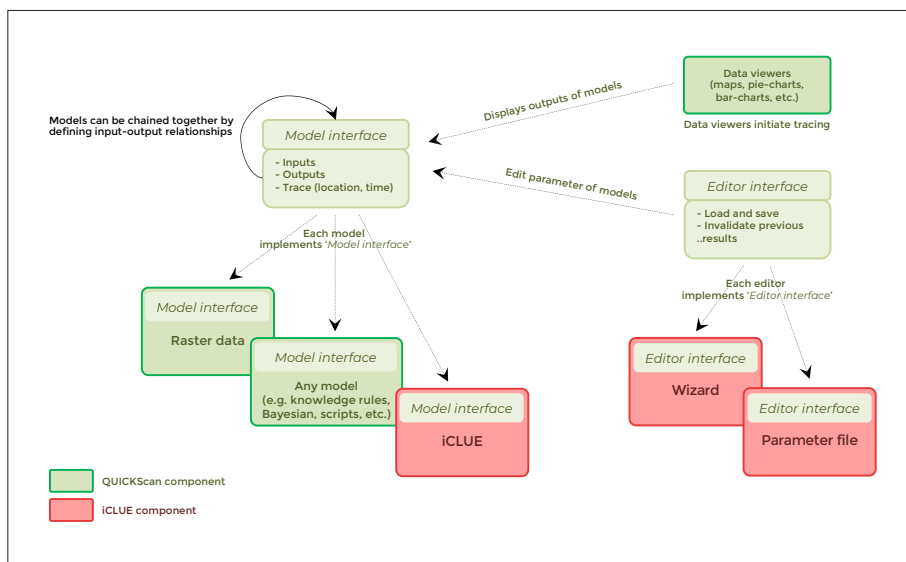 Models can be chained together by
defining input-output relationships
Model interface
- Inputs
- Outputs
- Trace (location, time)
Displays outputs of models
Data viewers
(maps, pie-charts,
bar-charts, etc.)
Data viewers initiate tracing
Edit parameter of models
Editor interface
- Load and save
- Invalidate previous
..results
Each model
implements 'Model interface'
Each editor
implements 'Editor interface'
Model interface
Raster data
Model interface
Any model
(e.g. knowledge rules,
Bayesian, scripts, etc.)
Model interface
iCLUE
Editor interface
Wizard
Editor interface
Parameter file
QUICKScan component
iCLUE component